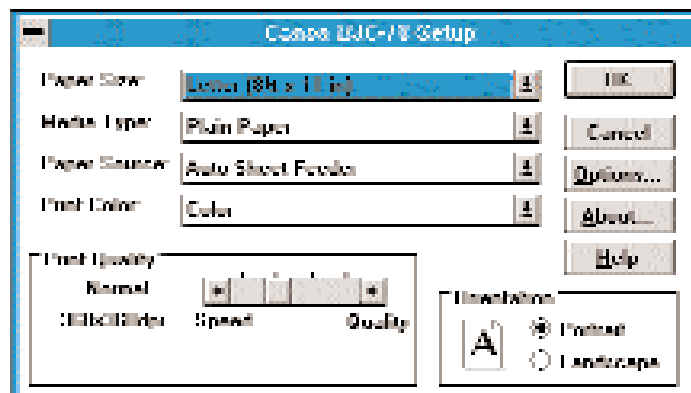 Canon BJC-70 Setup
Paper Size: Letter (8½ x 11 in) OK
Media Type: Plain Paper Cancel
Paper Source: Auto Sheet Feeder Options...
Print Color: Color About...
Help
Print Quality
Normal
Speed Quality
Orientation
A Portrait
Landscape